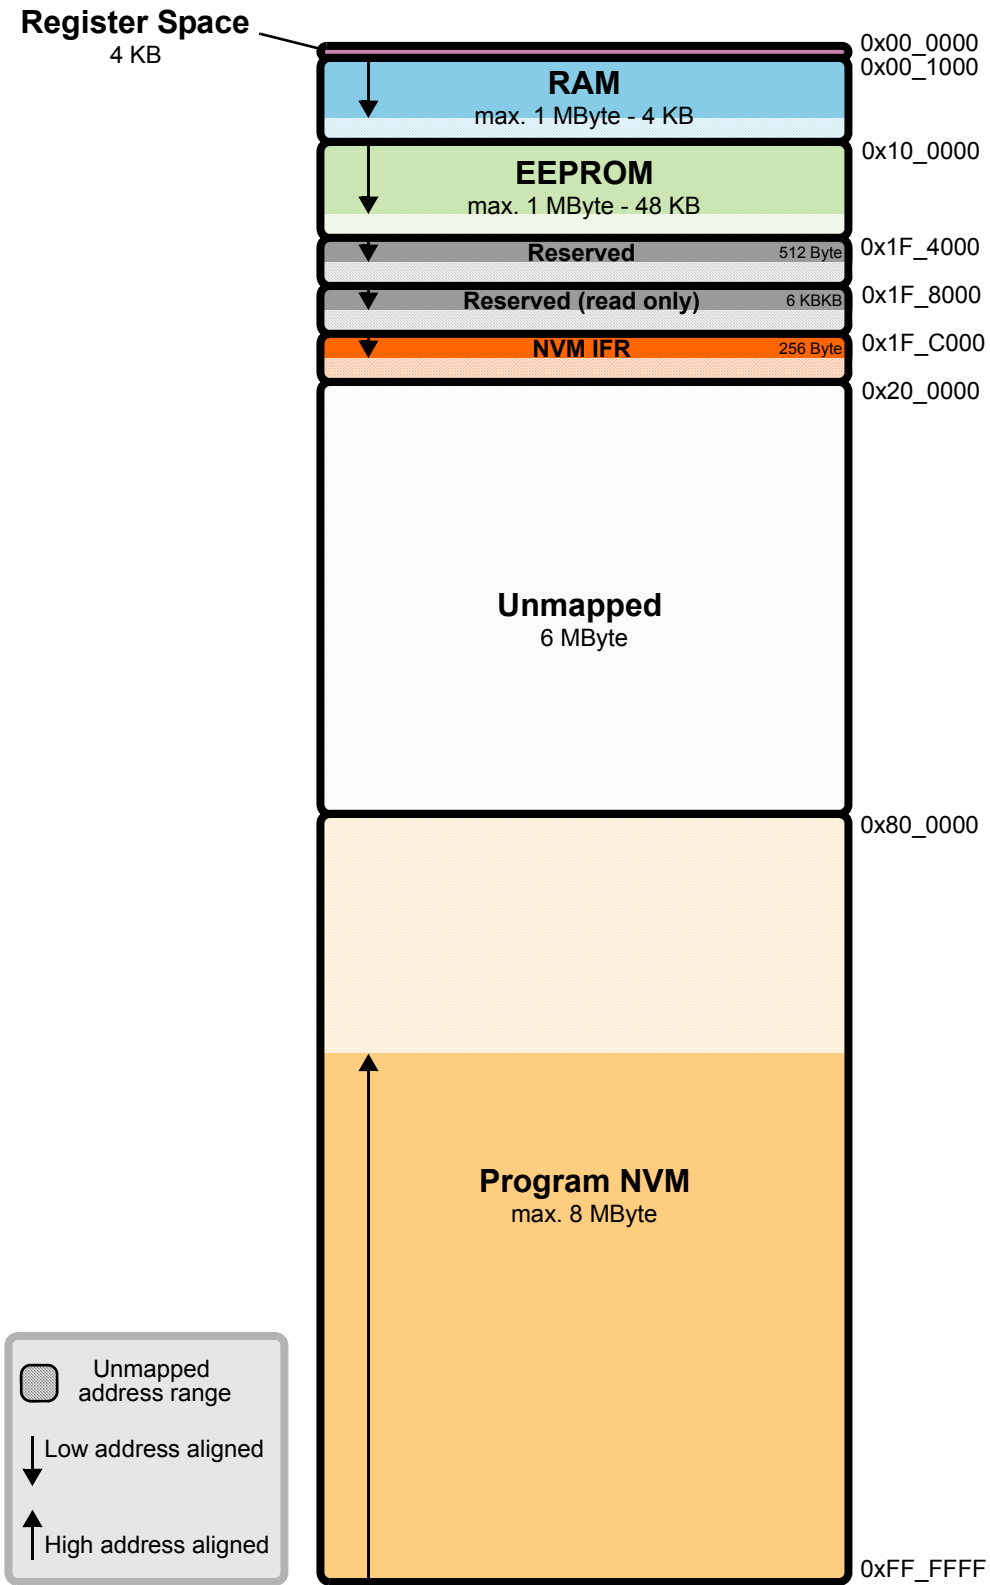 Register Space
4 KB
0x00_0000
0x00_1000
RAM
max. 1 MByte - 4 KB
0x10_0000
EEPROM
max. 1 MByte - 48 KB
Reserved 512 Byte 0x1F_4000
Reserved (read only) 6 KBKB 0x1F_8000
NVM IFR 256 Byte 0x1F_C000
0x20_0000
Unmapped
6 MByte
0x80_0000
Program NVM
max. 8 MByte
Unmapped
address range
Low address aligned
High address aligned
0xFF_FFFF